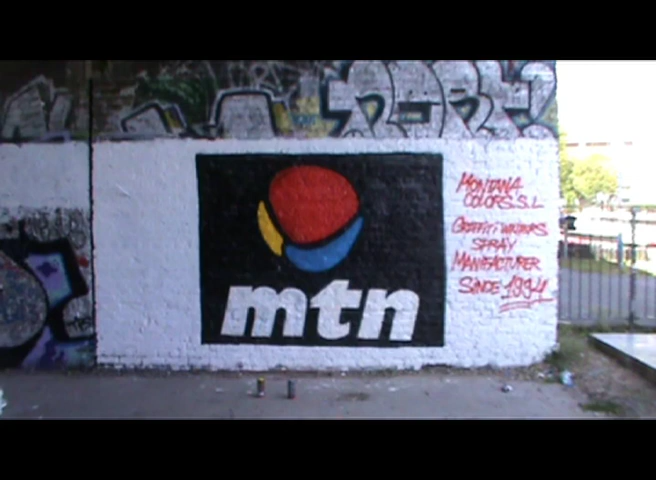 mtn
MONTANA
COLORS S.L
GRAFFITI WRITERS
SPRAY
MANUFACTURER
SINCE 1994